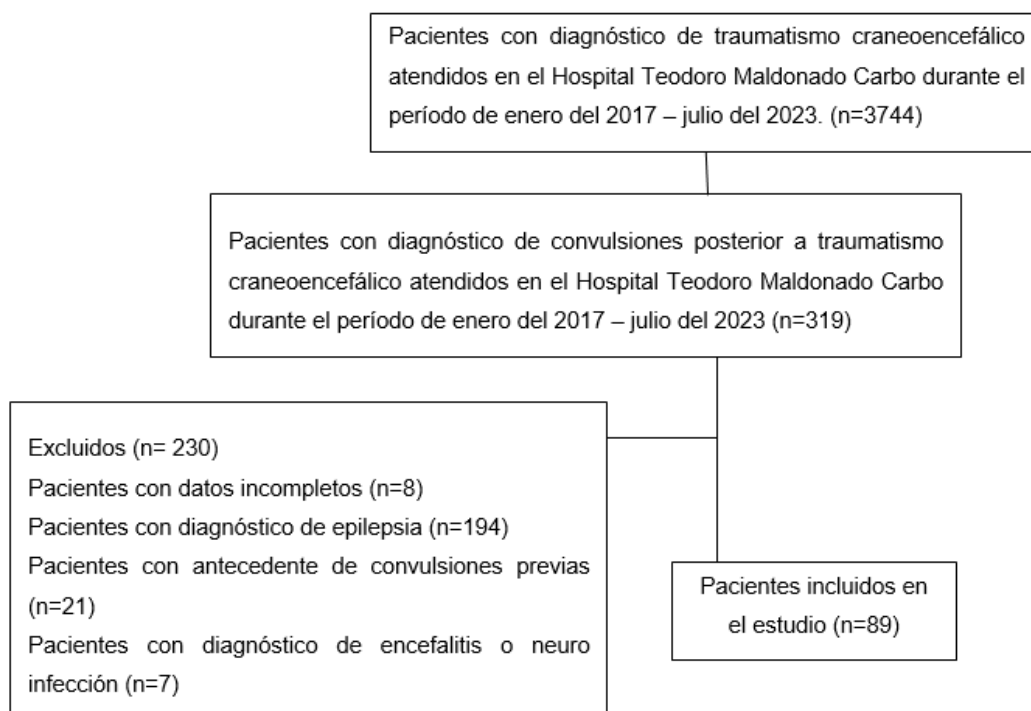 Pacientes con diagnóstico de traumatismo craneoencefálico
atendidos en el Hospital Teodoro Maldonado Carbo durante el
período de enero del 2017 – julio del 2023. (n=3744)
Pacientes con diagnóstico de convulsiones posterior a traumatismo
craneoencefálico atendidos en el Hospital Teodoro Maldonado Carbo
durante el período de enero del 2017 – julio del 2023 (n=319)
Excluidos (n= 230)
Pacientes con datos incompletos (n=8)
Pacientes con diagnóstico de epilepsia (n=194)
Pacientes con antecedente de convulsiones previas
(n=21)
Pacientes con diagnóstico de encefalitis o neuro
infección (n=7)
Pacientes incluidos en
el estudio (n=89)